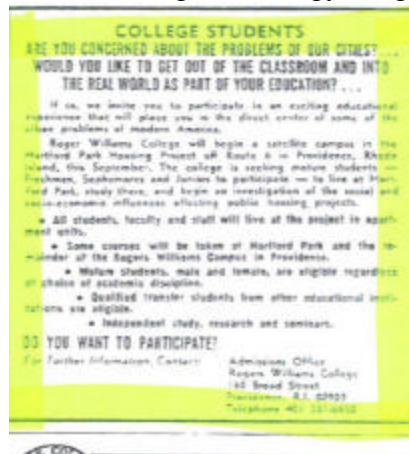 COLLEGE STUDENTS
ARE YOU CONCERNED ABOUT THE PROBLEMS OF OUR CITIES? ...
WOULD YOU LIKE TO GET OUT OF THE CLASSROOM AND INTO
THE REAL WORLD AS PART OF YOUR EDUCATION? ...
If so, we invite you to participate in an exciting educational
experience that will place you in the direct center of some of the
urban problems of modern America.
Roger Williams College will begin a satellite campus in the
Hartford Park Housing Project off Route 6 in Providence, Rhode
Island, this September. The college is seeking mature students —
Freshmen, Sophomores and Juniors to participate — to live at Hart-
ford Park, study there, and begin an investigation of the social and
socio-economic influences affecting public housing projects.
• All students, faculty and staff will live at the project in apart-
ment units.
• Some courses will be taken at Hartford Park and the re-
mainder at the Rogers Williams Campus in Providence.
• Mature students, male and female, are eligible regardless
of choice of academic discipline.
• Qualified transfer students from other educational insti-
tutions are eligible.
• Independent study, research and seminars.
DO YOU WANT TO PARTICIPATE?
For Further Information, Contact: Admissions Office
Rogers Williams College
160 Broad Street
Providence, R.I. 02903
Telephone 401